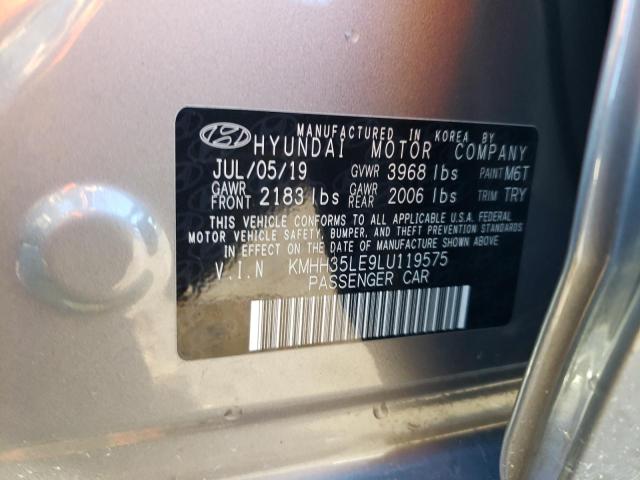 MANUFACTURED IN KOREA BY
HYUNDAI MOTOR COMPANY
JUL/05/19 GVWR 3968 lbs PAINT M6T
GAWR FRONT 2183 lbs GAWR REAR 2006 lbs TRIM TRY
THIS VEHICLE CONFORMS TO ALL APPLICABLE U.S.A. FEDERAL
MOTOR VEHICLE SAFETY, BUMPER, AND THEFT PREVENTION STANDARDS
IN EFFECT ON THE DATE OF MANUFACTURE SHOWN ABOVE
V.I.N KMHH35LE9LU119575
PASSENGER CAR